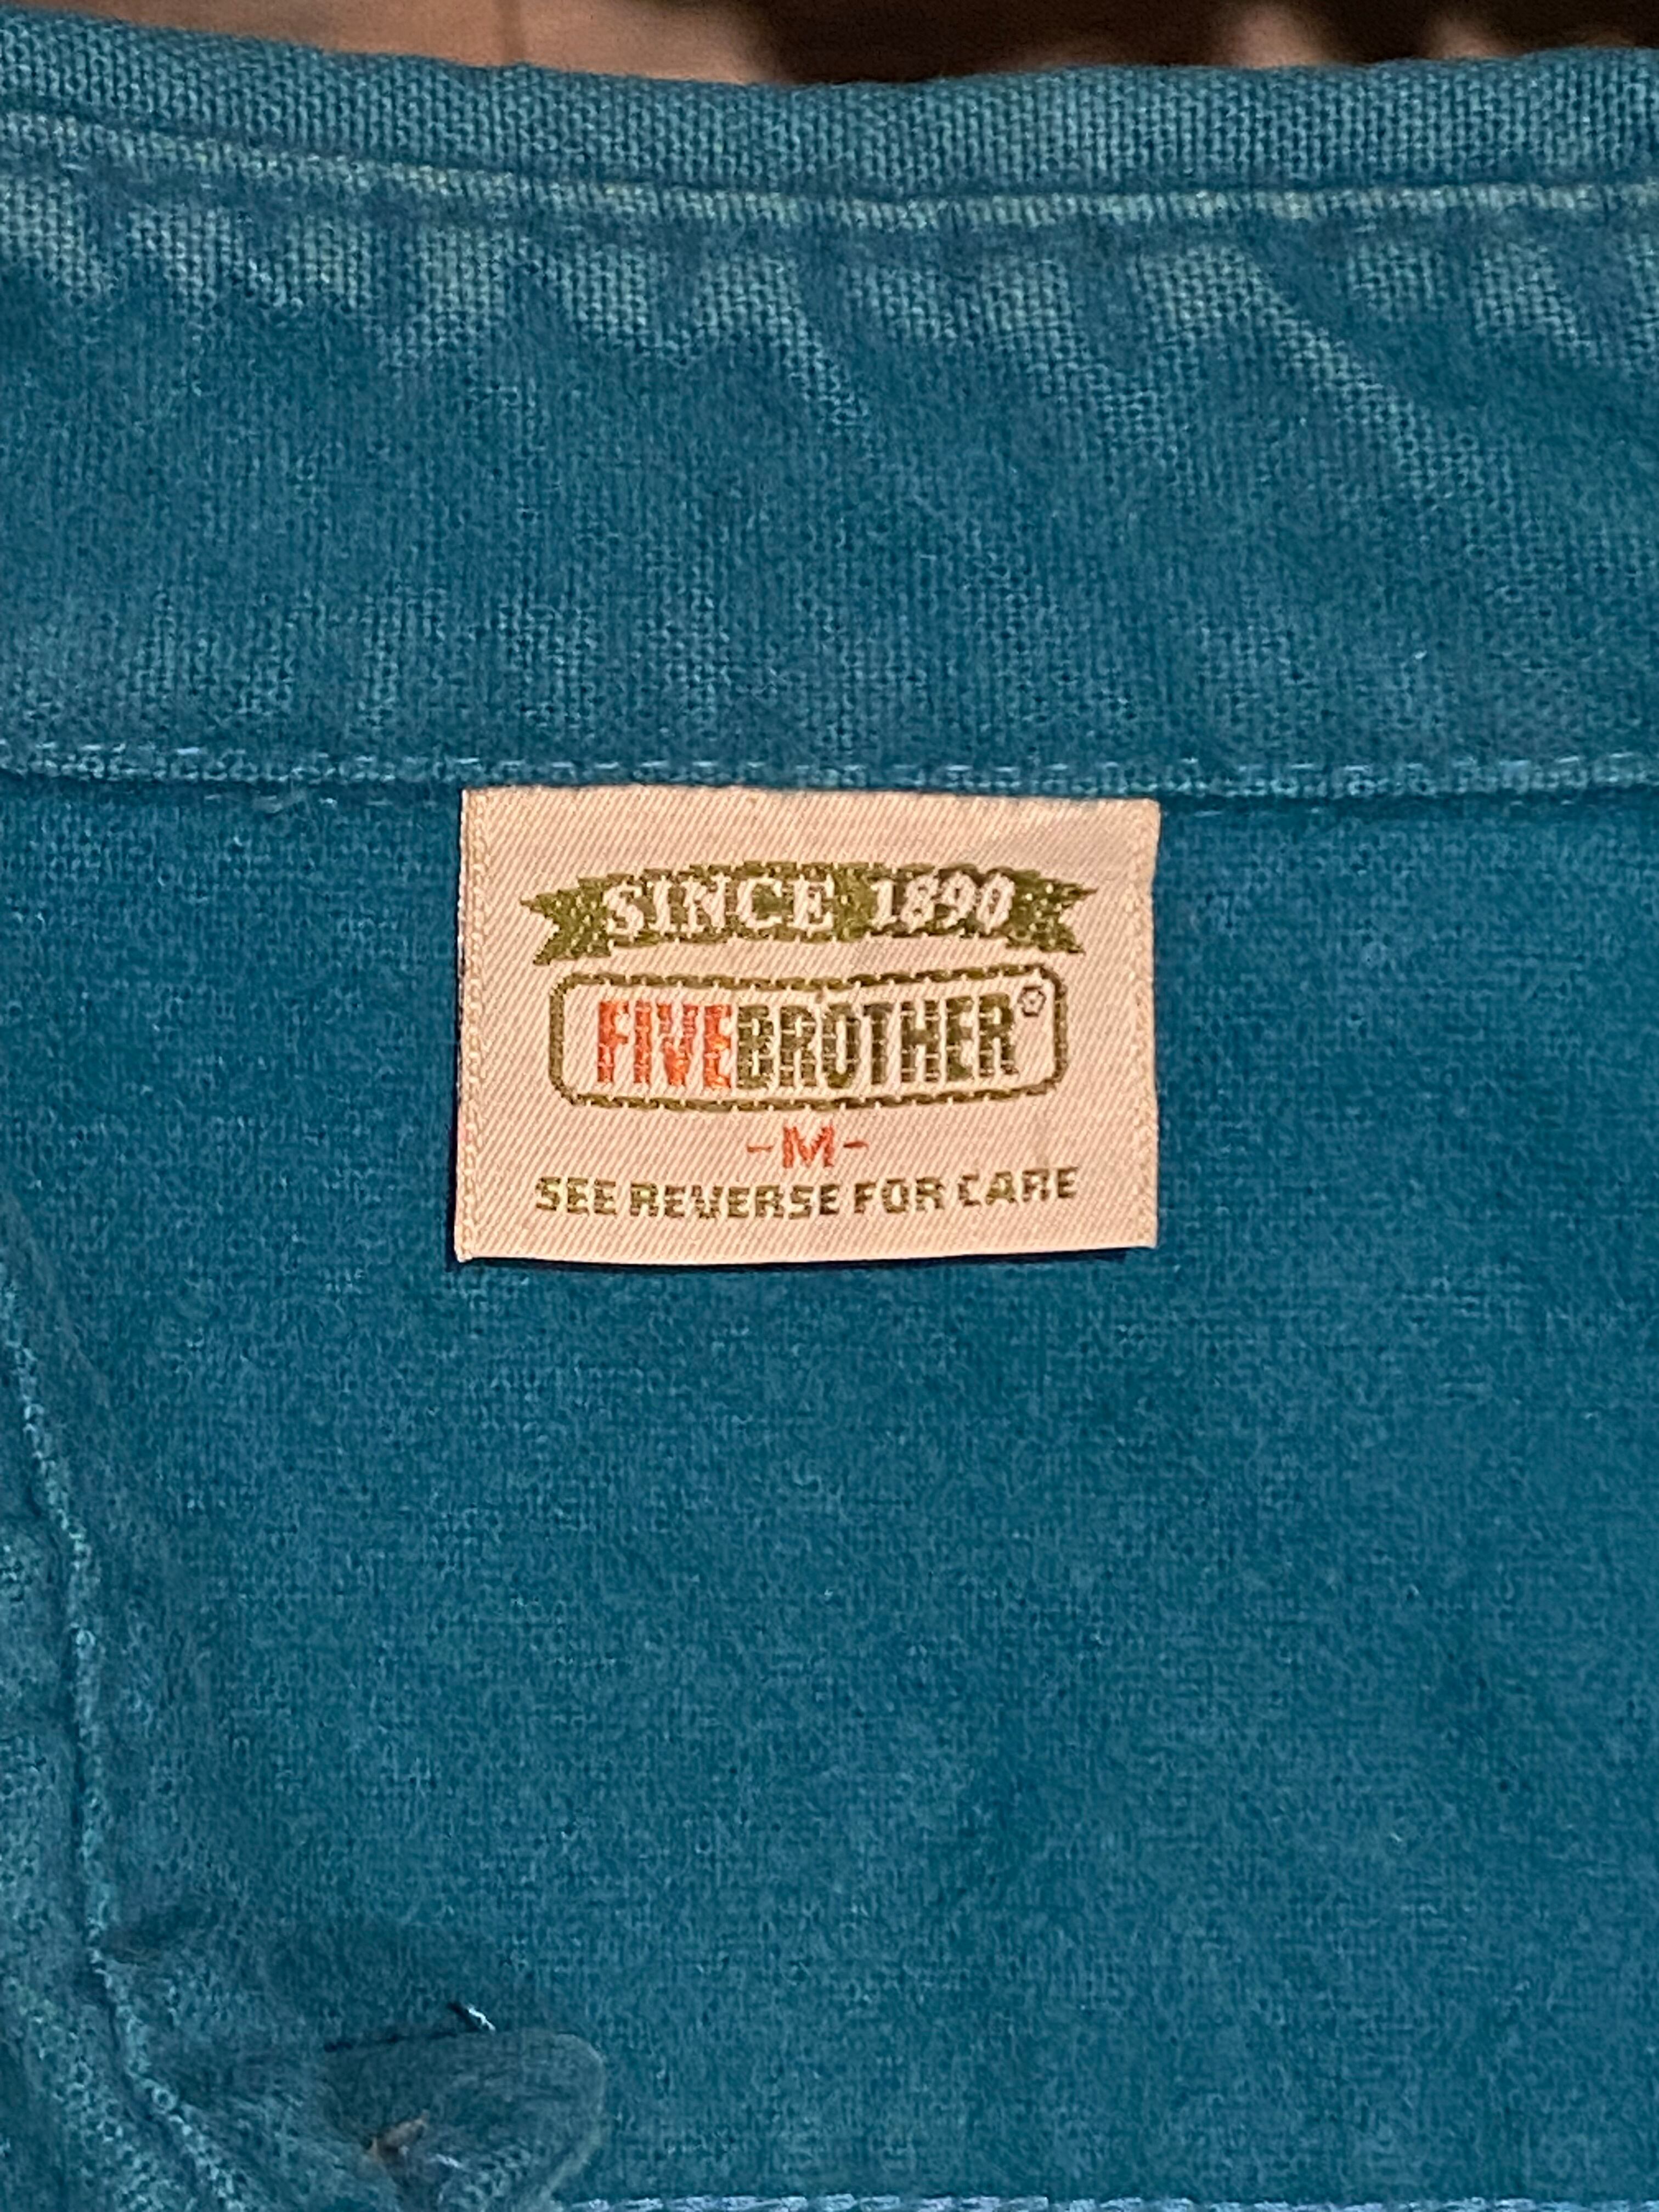 SINCE 1890
FIVEBROTHER®
-M-
SEE REVERSE FOR CARE